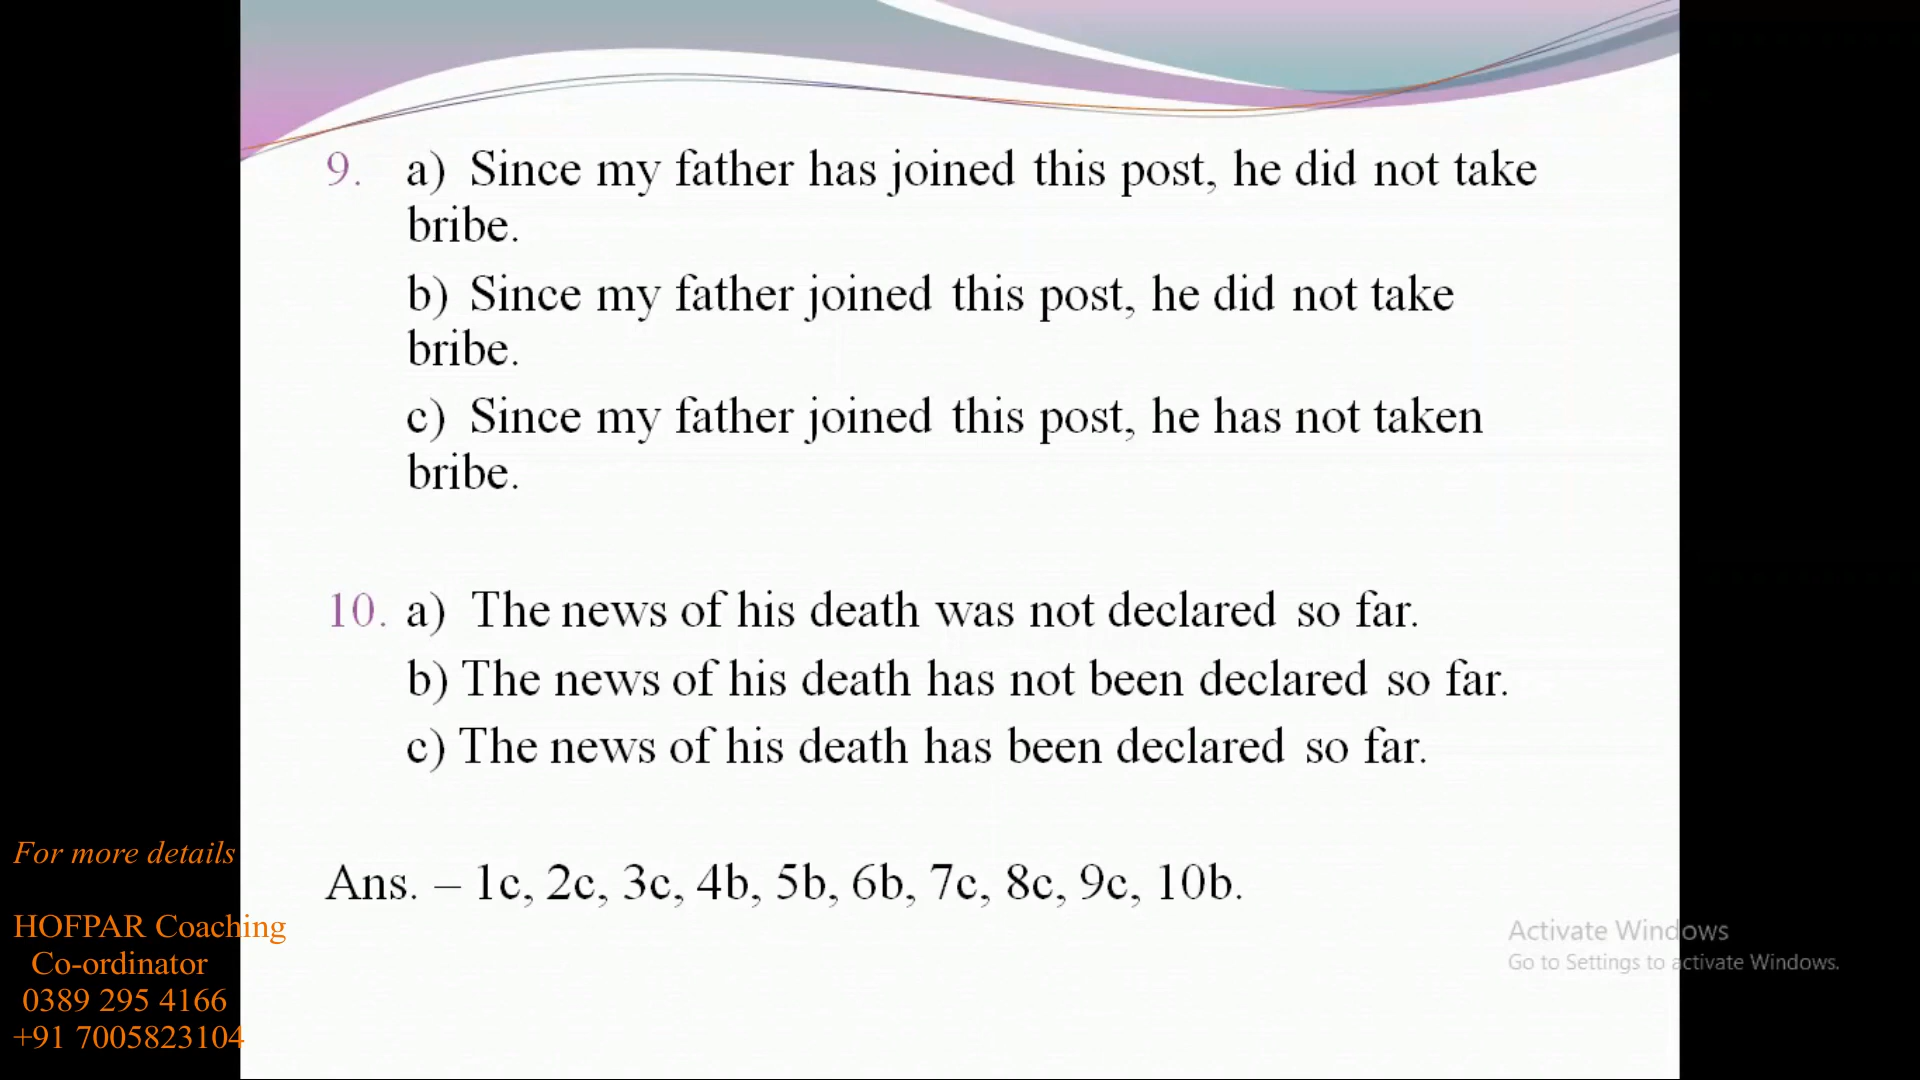 9. a) Since my father has joined this post, he did not take
bribe.
b) Since my father joined this post, he did not take
bribe.
c) Since my father joined this post, he has not taken
bribe.
10. a) The news of his death was not declared so far.
b) The news of his death has not been declared so far.
c) The news of his death has been declared so far.
Ans. – 1c, 2c, 3c, 4b, 5b, 6b, 7c, 8c, 9c, 10b.
For more details
HOFPAR Coaching
Co-ordinator
0389 295 4166
+91 7005823104
Activate Windows
Go to Settings to activate Windows.